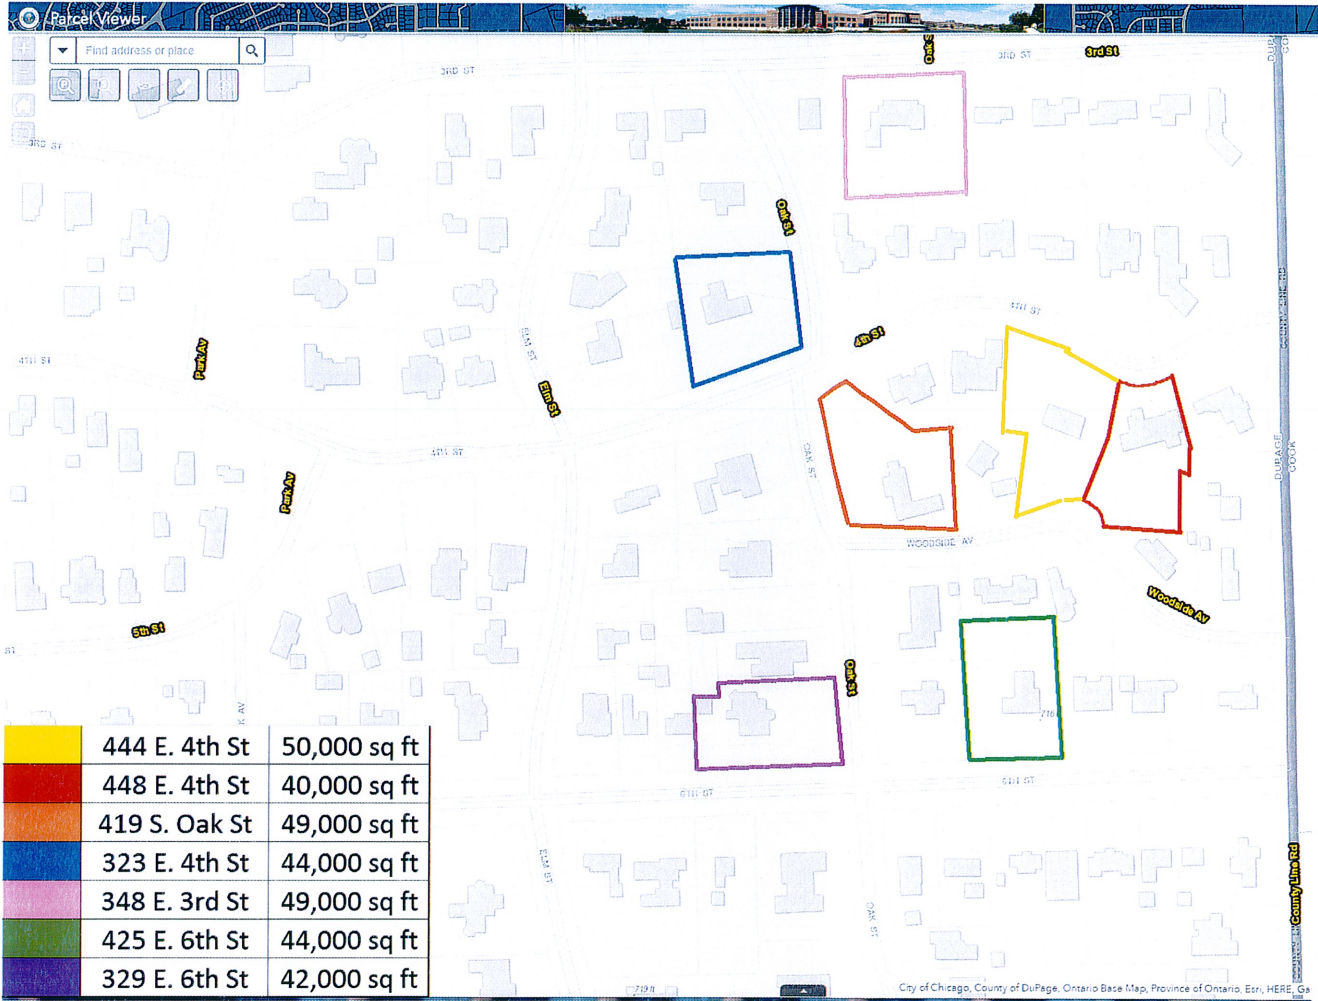 Parcel Viewer
Find address or place
3RD ST
Oak S
3RD ST
3rd St
3RD ST
Oak St
4TH ST
4TH ST
Park Av
ELM ST
4th St
Elm St
4TH ST
OAK ST
Park Av
DUPAGE
COOK
WOODSIDE AV
Woodside Av
5th St
ST
Oak St
K AV
716
6TH ST
6TH ST
444 E. 4th St 50,000 sq ft
448 E. 4th St 40,000 sq ft
419 S. Oak St 49,000 sq ft
323 E. 4th St 44,000 sq ft
348 E. 3rd St 49,000 sq ft
425 E. 6th St 44,000 sq ft
329 E. 6th St 42,000 sq ft
ELM ST
OAK ST
County Line Rd
719 ft
City of Chicago, County of DuPage, Ontario Base Map, Province of Ontario, Esri, HERE, Ga